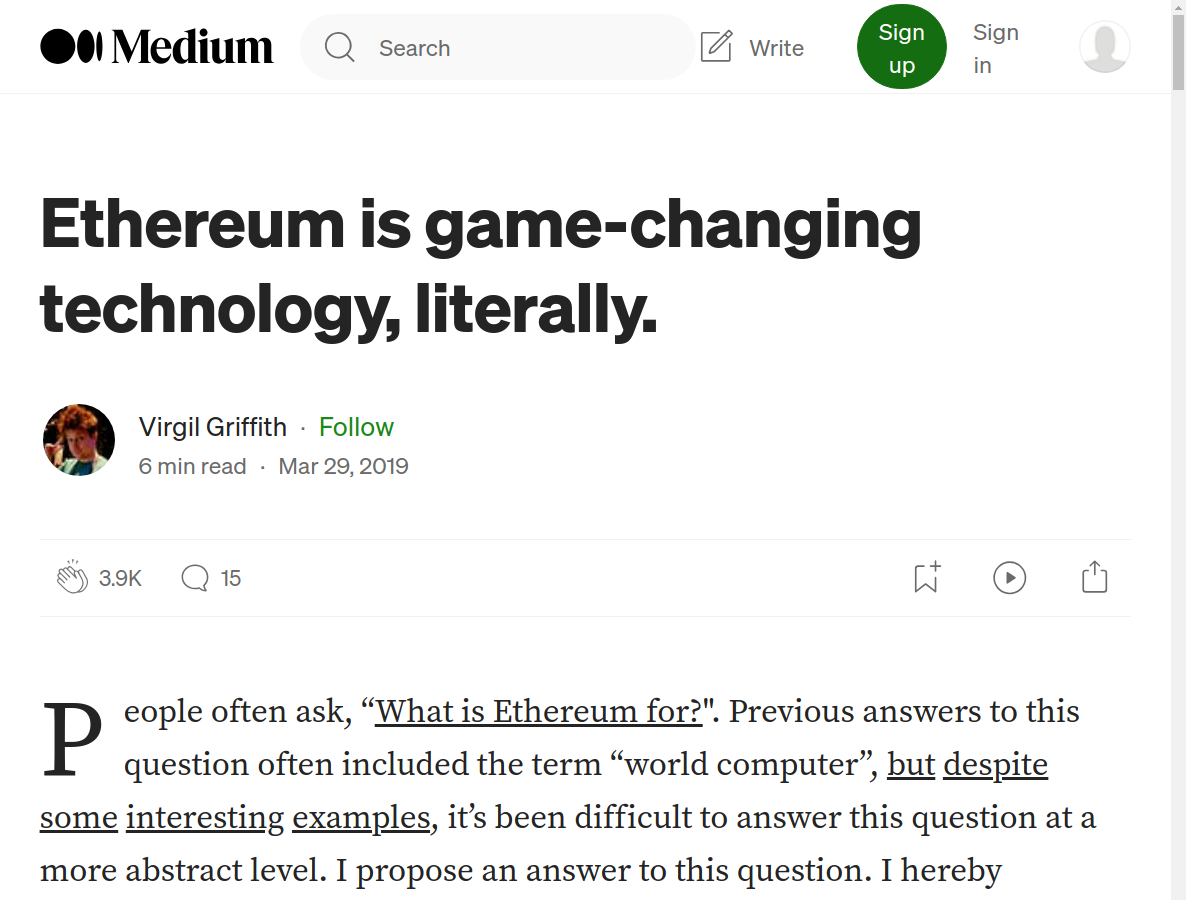 Medium
Search
Write
Sign up
Sign in
Ethereum is game-changing
technology, literally.
Virgil Griffith · Follow
6 min read · Mar 29, 2019
3.9K
15
People often ask, “What is Ethereum for?". Previous answers to this
question often included the term “world computer”, but despite
some interesting examples, it’s been difficult to answer this question at a
more abstract level. I propose an answer to this question. I hereby